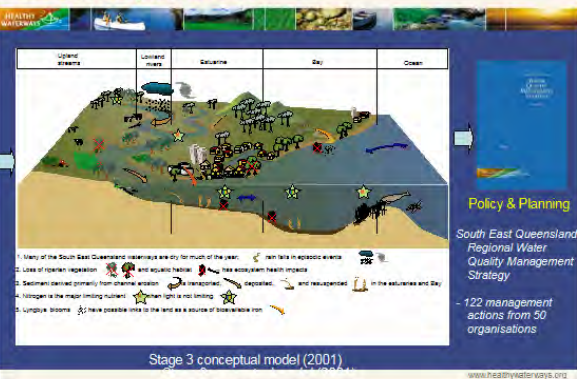 HEALTHY
WATERWAYS
Upland
streams
Lowland
rivers
Estuarine
Bay
Ocean
1. Many of the South East Queensland waterways are dry for much of the year, rain falls in episodic events
2. Loss of riparian vegetation and aquatic habitat has ecosystem health impacts
3. Sediment derived primarily from channel erosion is transported, deposited, and resuspended in the estuaries and Bay
4. Nitrogen is the major limiting nutrient when light is not limiting
5. Lyngbya blooms have possible links to the land as a source of bioavailable iron
Stage 3 conceptual model (2001)
Policy & Planning
South East Queensland
Regional Water
Quality Management
Strategy
- 122 management
actions from 50
organisations
www.healthywaterways.org